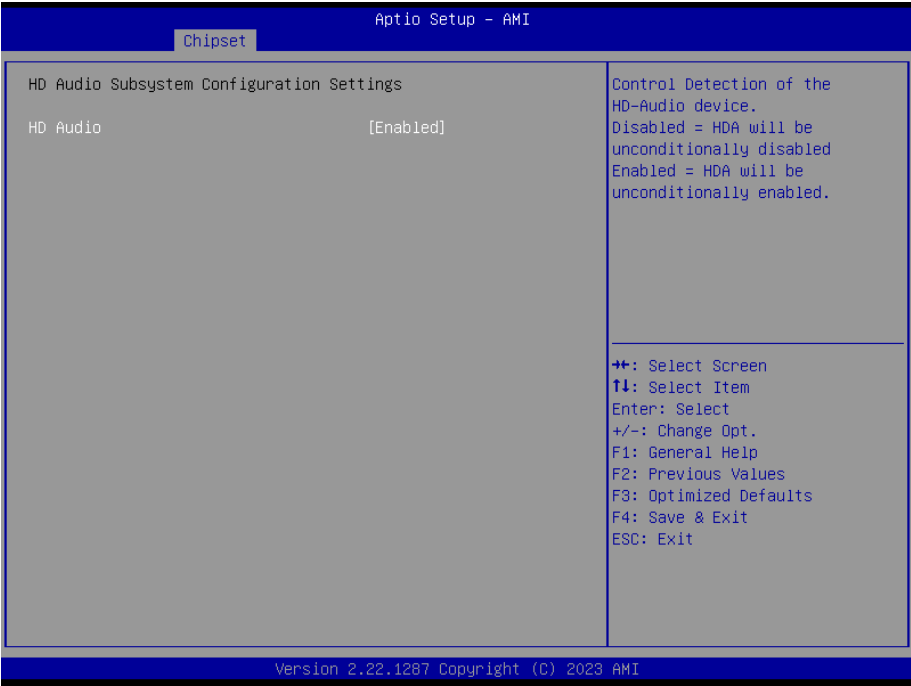 Aptio Setup – AMI
Chipset
HD Audio Subsystem Configuration Settings
HD Audio [Enabled]
Control Detection of the
HD-Audio device.
Disabled = HDA will be
unconditionally disabled
Enabled = HDA will be
unconditionally enabled.
→←: Select Screen
↑↓: Select Item
Enter: Select
+/-: Change Opt.
F1: General Help
F2: Previous Values
F3: Optimized Defaults
F4: Save & Exit
ESC: Exit
Version 2.22.1287 Copyright (C) 2023 AMI